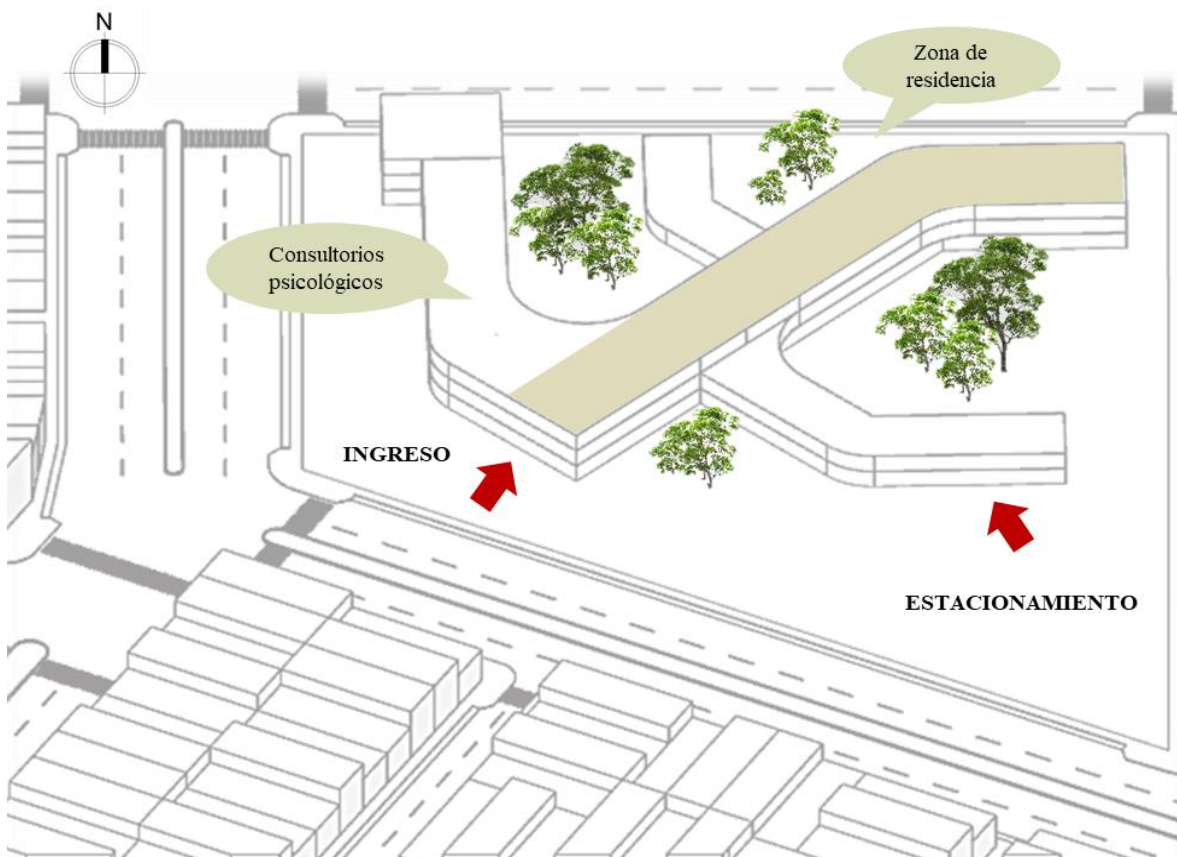 N
Zona de
residencia
Consultorios
psicológicos
INGRESO
ESTACIONAMIENTO